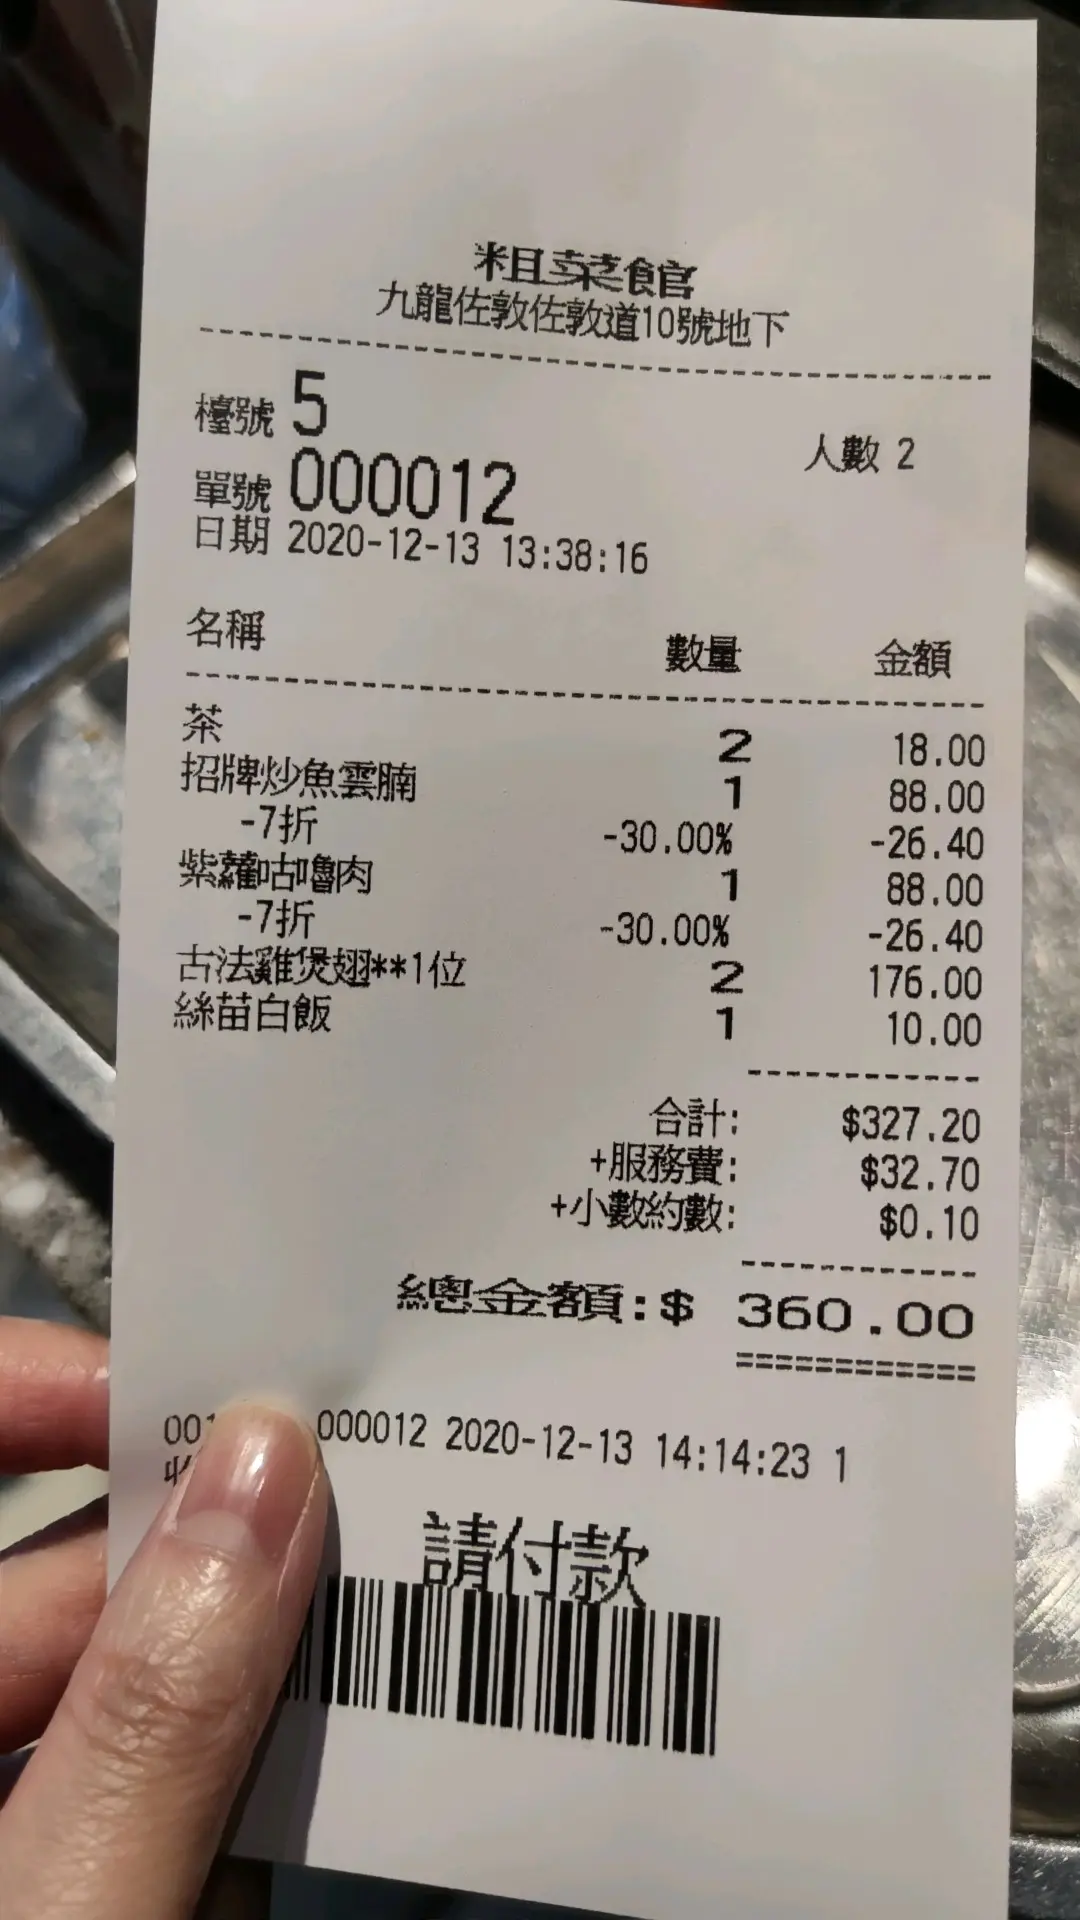 粗菜館
九龍佐敦佐敦道10號地下
檯號 5
人數 2
單號 000012
日期 2020-12-13 13:38:16
名稱 數量 金額
茶 2 18.00
招牌炒魚雲腩 1 88.00
-7折 -30.00% -26.40
紫蘿咕嚕肉 1 88.00
-7折 -30.00% -26.40
古法雞煲翅**1位 2 176.00
絲苗白飯 1 10.00
合計: $327.20
+服務費: $32.70
+小數約數: $0.10
總金額:$ 360.00
001 000012 2020-12-13 14:14:23 1
請付款